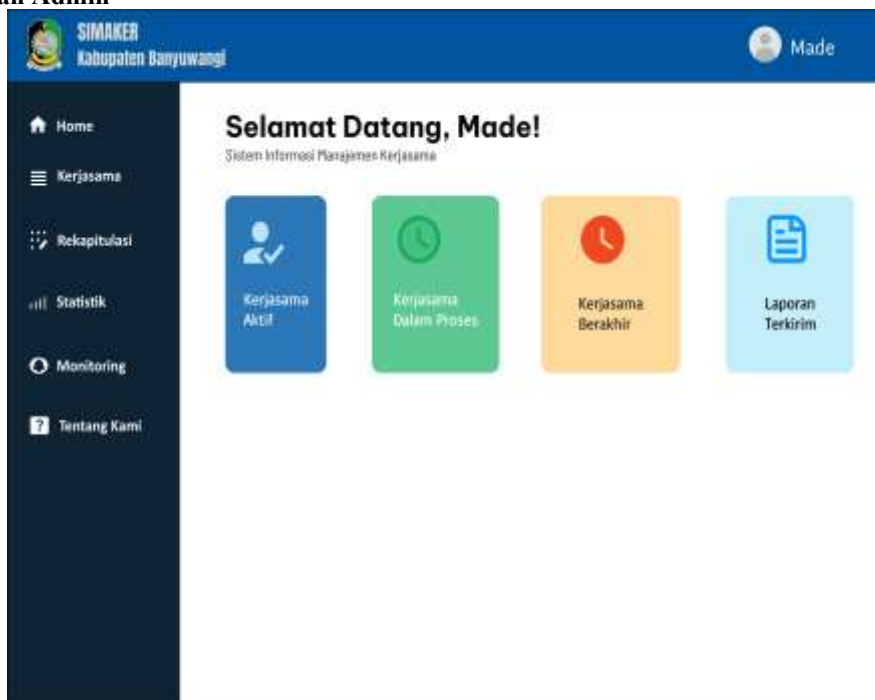 SIMAKER
Kabupaten Banyuwangi
Made
Home
Kerjasama
Rekapitulasi
Statistik
Monitoring
Tentang Kami
Selamat Datang, Made!
Sistem Informasi Manajemen Kerjasama
Kerjasama
Aktif
Kerjasama
Dalam Proses
Kerjasama
Berakhir
Laporan
Terkirim